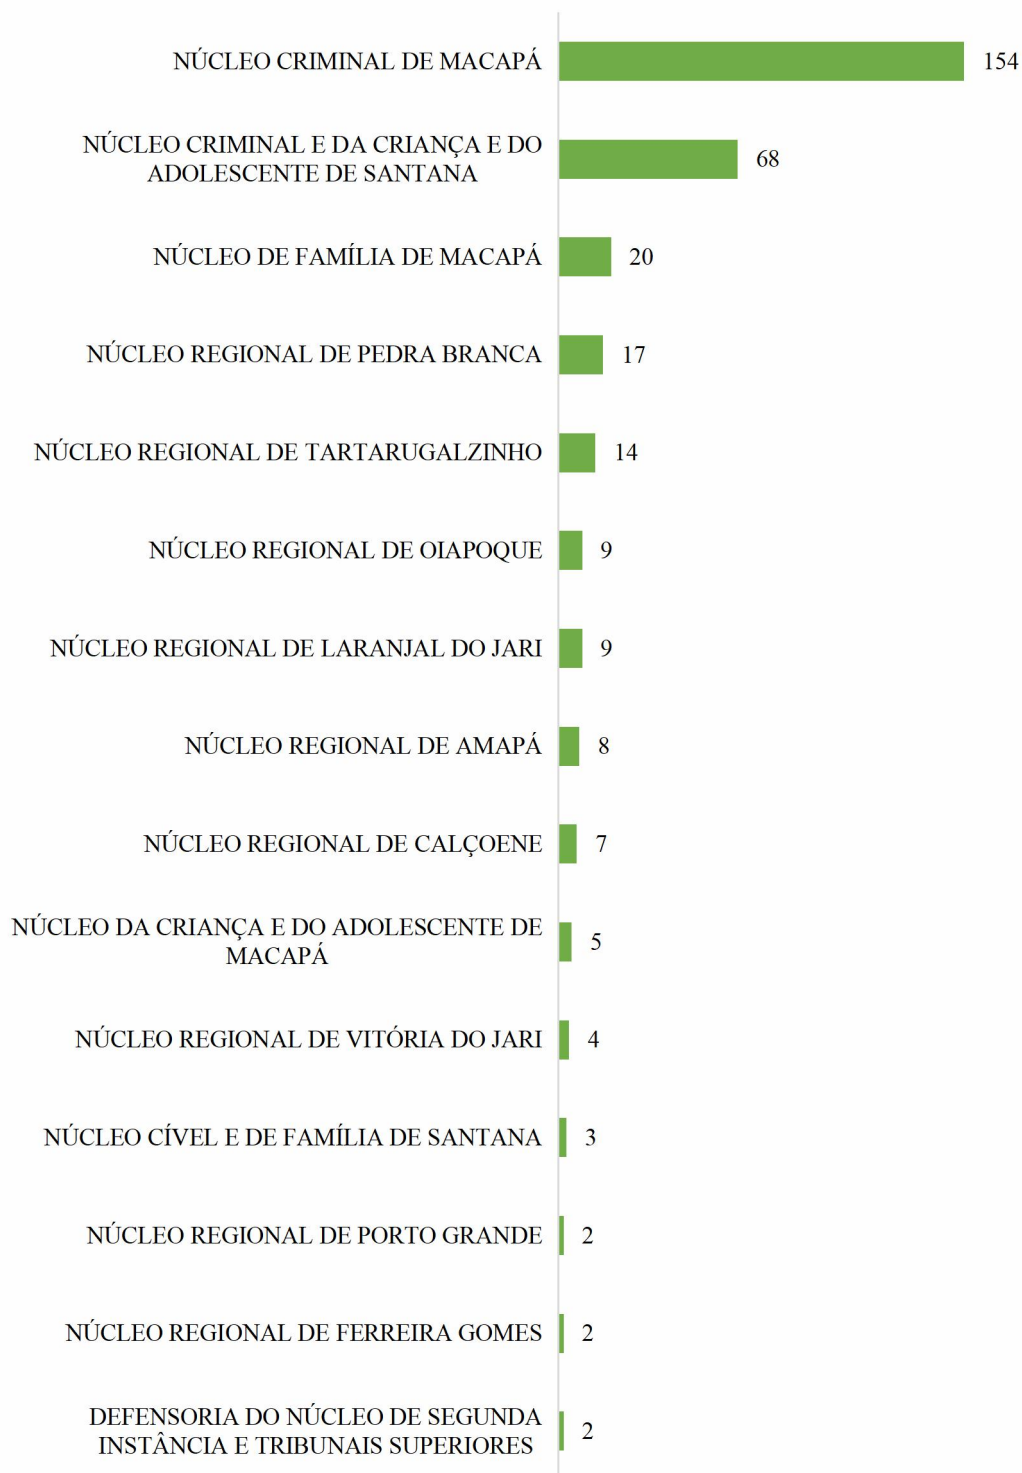 NÚCLEO CRIMINAL DE MACAPÁ 154
NÚCLEO CRIMINAL E DA CRIANÇA E DO
ADOLESCENTE DE SANTANA 68
NÚCLEO DE FAMÍLIA DE MACAPÁ 20
NÚCLEO REGIONAL DE PEDRA BRANCA 17
NÚCLEO REGIONAL DE TARTARUGALZINHO 14
NÚCLEO REGIONAL DE OIAPOQUE 9
NÚCLEO REGIONAL DE LARANJAL DO JARI 9
NÚCLEO REGIONAL DE AMAPÁ 8
NÚCLEO REGIONAL DE CALÇOENE 7
NÚCLEO DA CRIANÇA E DO ADOLESCENTE DE
MACAPÁ 5
NÚCLEO REGIONAL DE VITÓRIA DO JARI 4
NÚCLEO CÍVEL E DE FAMÍLIA DE SANTANA 3
NÚCLEO REGIONAL DE PORTO GRANDE 2
NÚCLEO REGIONAL DE FERREIRA GOMES 2
DEFENSORIA DO NÚCLEO DE SEGUNDA
INSTÂNCIA E TRIBUNAIS SUPERIORES 2